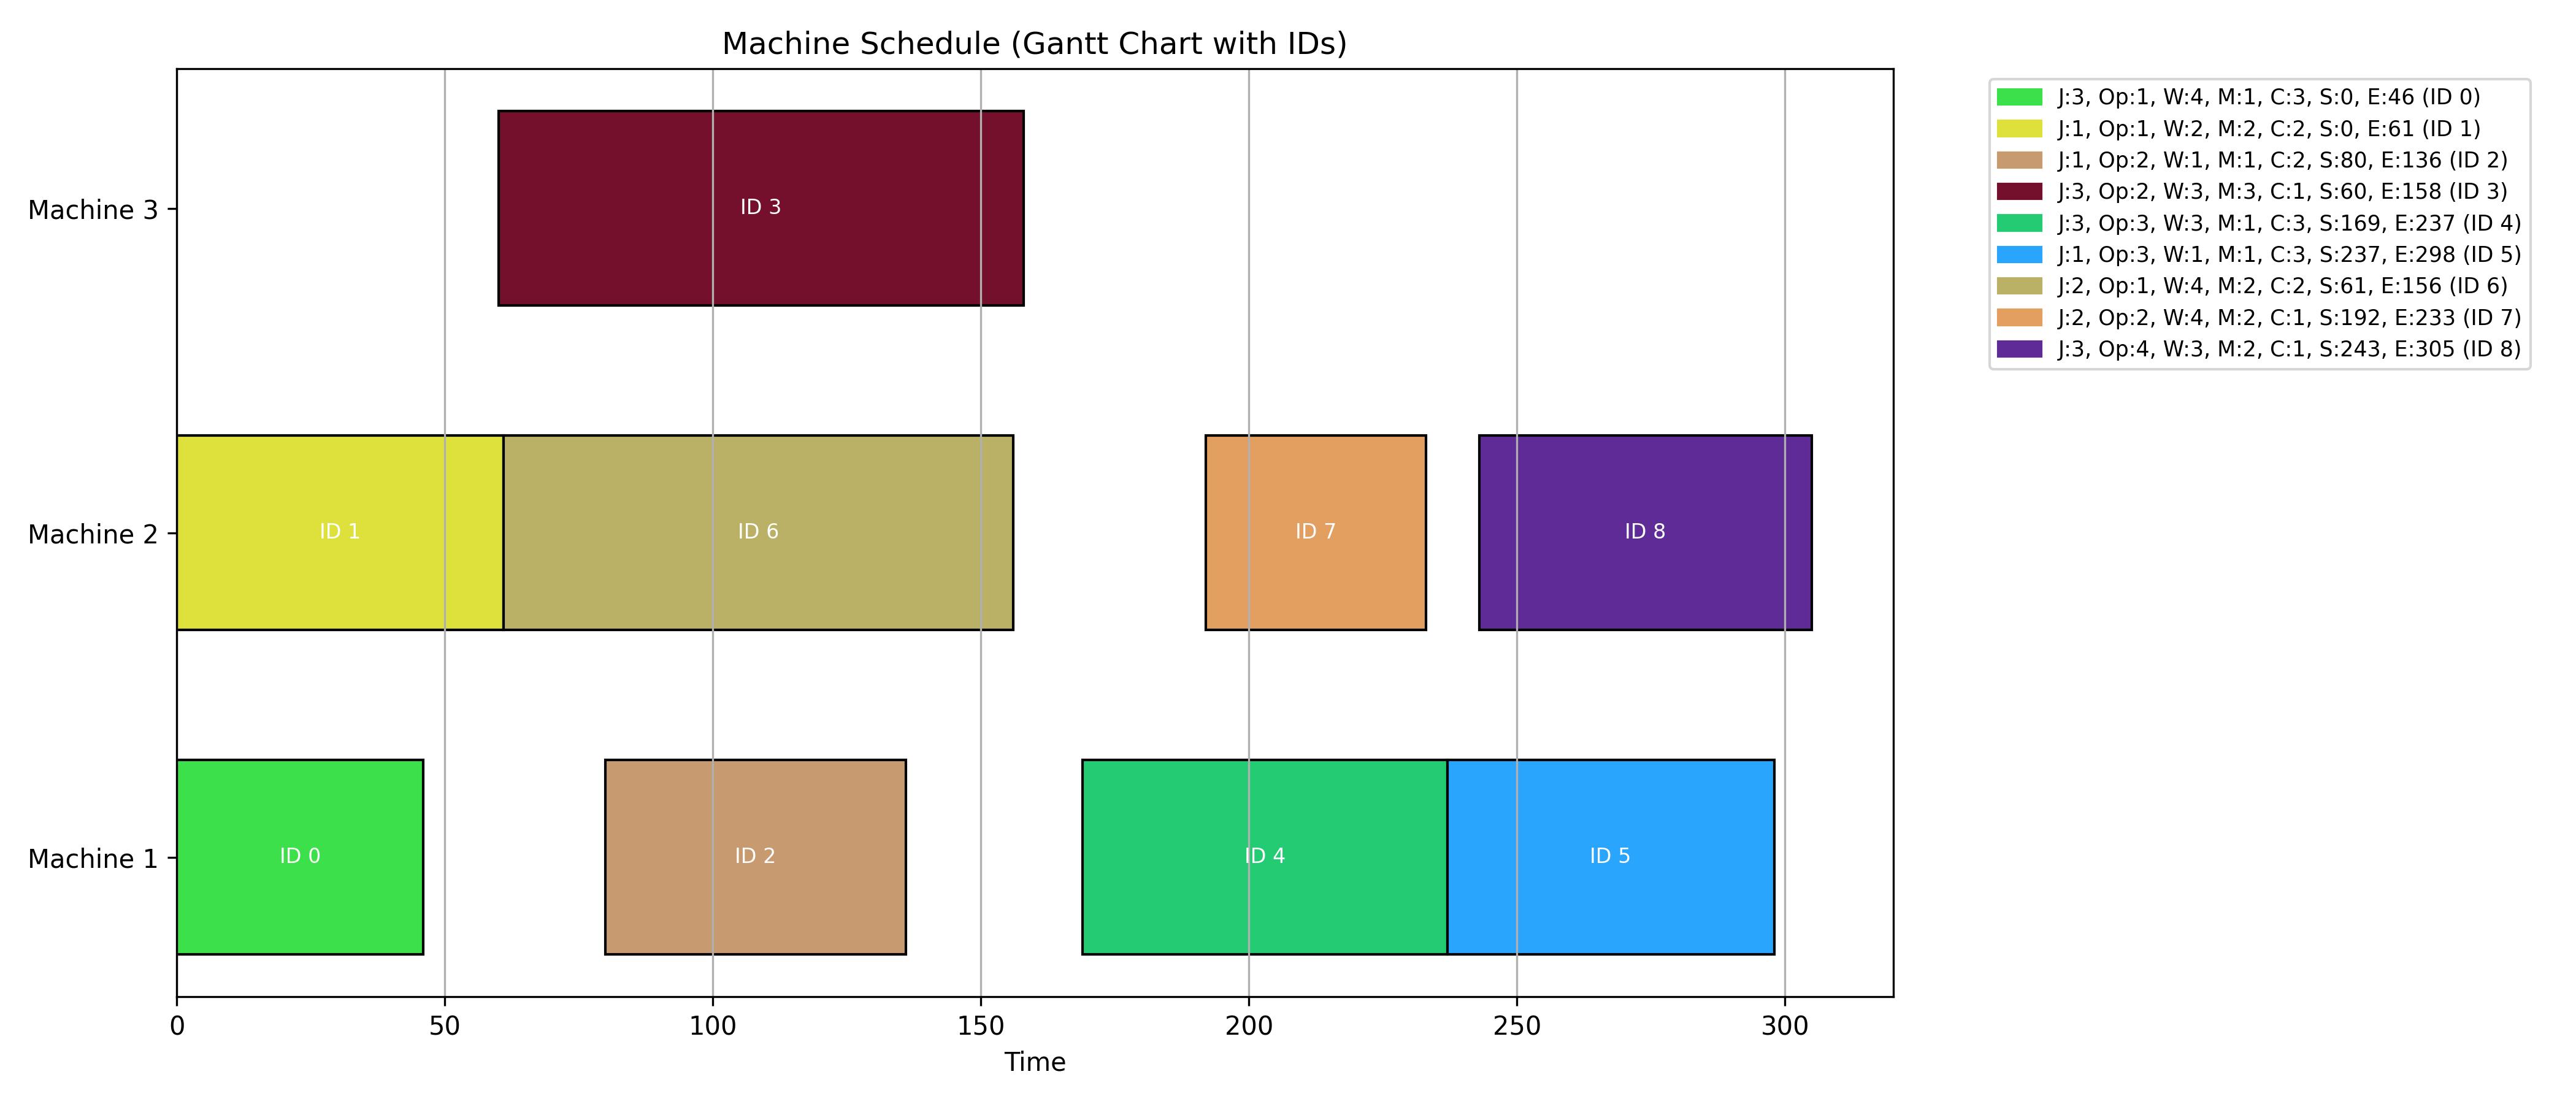 Machine Schedule (Gantt Chart with IDs)
J:3, Op:1, W:4, M:1, C:3, S:0, E:46 (ID 0)
J:1, Op:1, W:2, M:2, C:2, S:0, E:61 (ID 1)
J:1, Op:2, W:1, M:1, C:2, S:80, E:136 (ID 2)
J:3, Op:2, W:3, M:3, C:1, S:60, E:158 (ID 3)
J:3, Op:3, W:3, M:1, C:3, S:169, E:237 (ID 4)
J:1, Op:3, W:1, M:1, C:3, S:237, E:298 (ID 5)
J:2, Op:1, W:4, M:2, C:2, S:61, E:156 (ID 6)
J:2, Op:2, W:4, M:2, C:1, S:192, E:233 (ID 7)
J:3, Op:4, W:3, M:2, C:1, S:243, E:305 (ID 8)
Machine 3
ID 3
Machine 2
ID 1
ID 6
ID 7
ID 8
Machine 1
ID 0
ID 2
ID 4
ID 5
0 50 100 150 200 250 300
Time